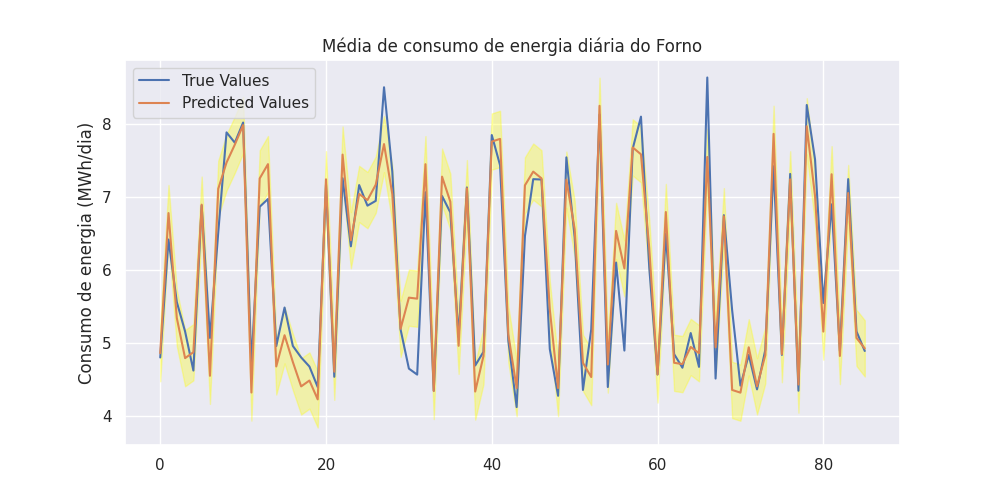 Média de consumo de energia diária do Forno
True Values
Predicted Values
Consumo de energia (MWh/dia)
8
7
6
5
4
0 20 40 60 80